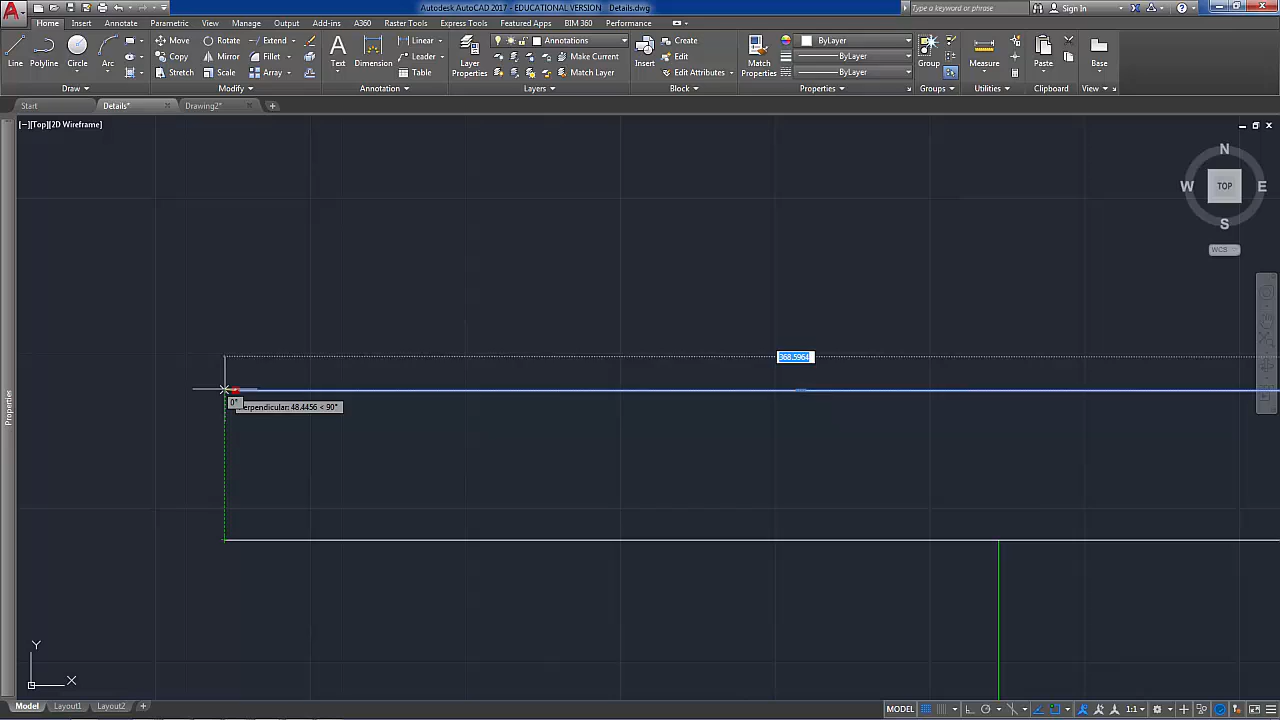 Autodesk AutoCAD 2017 - EDUCATIONAL VERSION    Details.dwg
Type a keyword or phrase
Sign In
Home Insert Annotate Parametric View Manage Output Add-ins A360 Raster Tools Express Tools Featured Apps BIM 360 Performance
Line Polyline Circle Arc
Move Rotate Extend
Copy Mirror Fillet
Stretch Scale Array
Text Dimension
Linear
Leader
Table
Layer Properties
Annotations
Make Current
Match Layer
Insert
Create
Edit
Edit Attributes
Match Properties
ByLayer
ByLayer
ByLayer
Group
Measure
Paste
Base
Draw Modify Annotation Layers Block Properties Groups Utilities Clipboard View
Start Details* Drawing2*
[−][Top][2D Wireframe]
N
W TOP E
S
WCS
368.5964
0°
erpendicular: 48.4456 < 90°
Properties
Y
X
Model Layout1 Layout2
MODEL
1:1